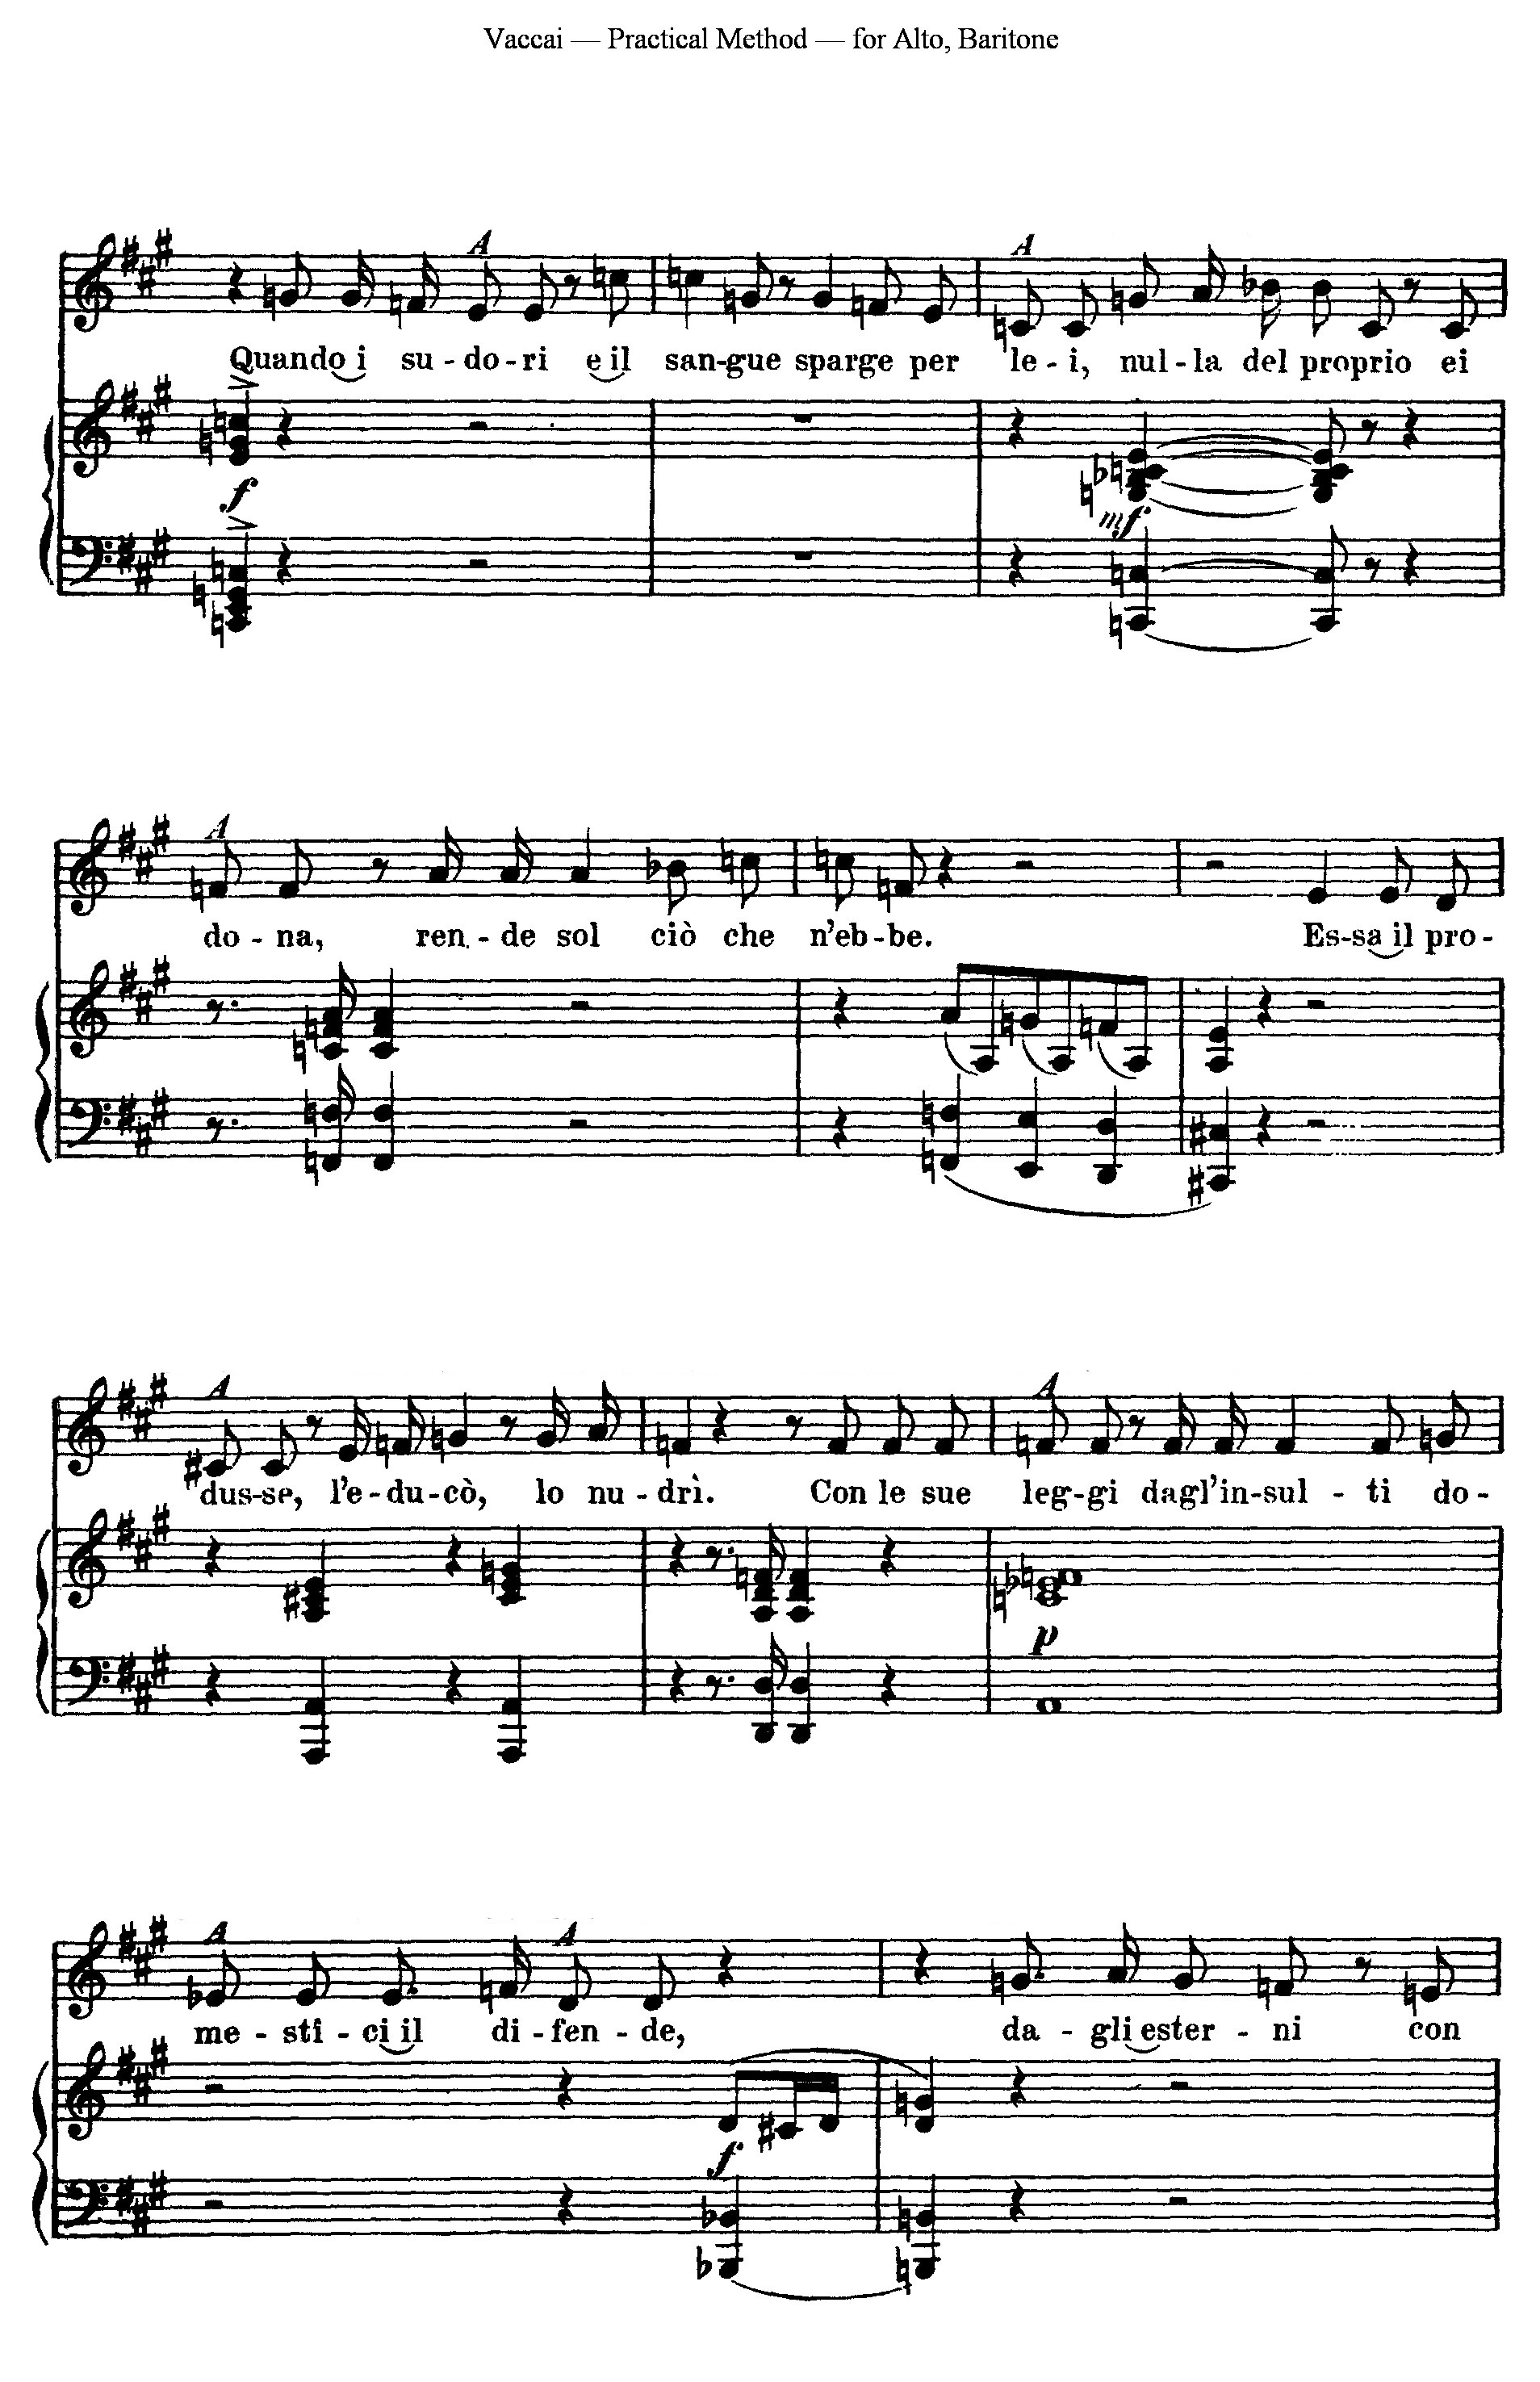 Vaccai — Practical Method — for Alto, Baritone
A A
Quando i su - do - ri e il san - gue sparge per le - i, nul - la del proprio ei
f
mf
A
do - na, ren - de sol ciò che n'eb - be. Es - sa il pro -
A A
dus - se, l'e - du - cò, lo nu - drì. Con le sue leg - gi dagl'in - sul - ti do -
p
A A
me - sti - ci il di - fen - de, da - gli ester - ni con
f